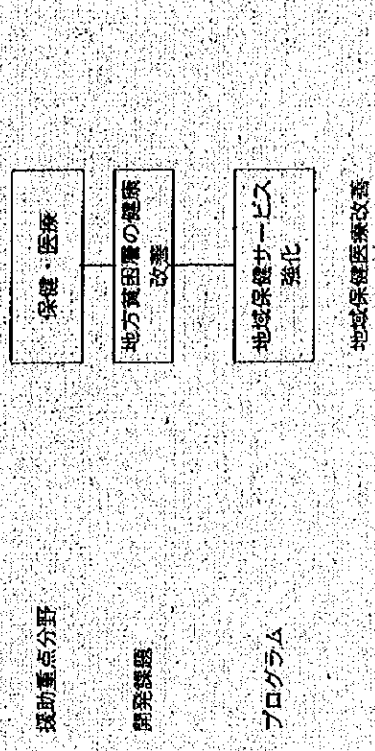 援助重点分野
保健・医療
開発課題
地方貧困層の健康
改善
プログラム
地域保健サービス
強化
地域保健医療改善